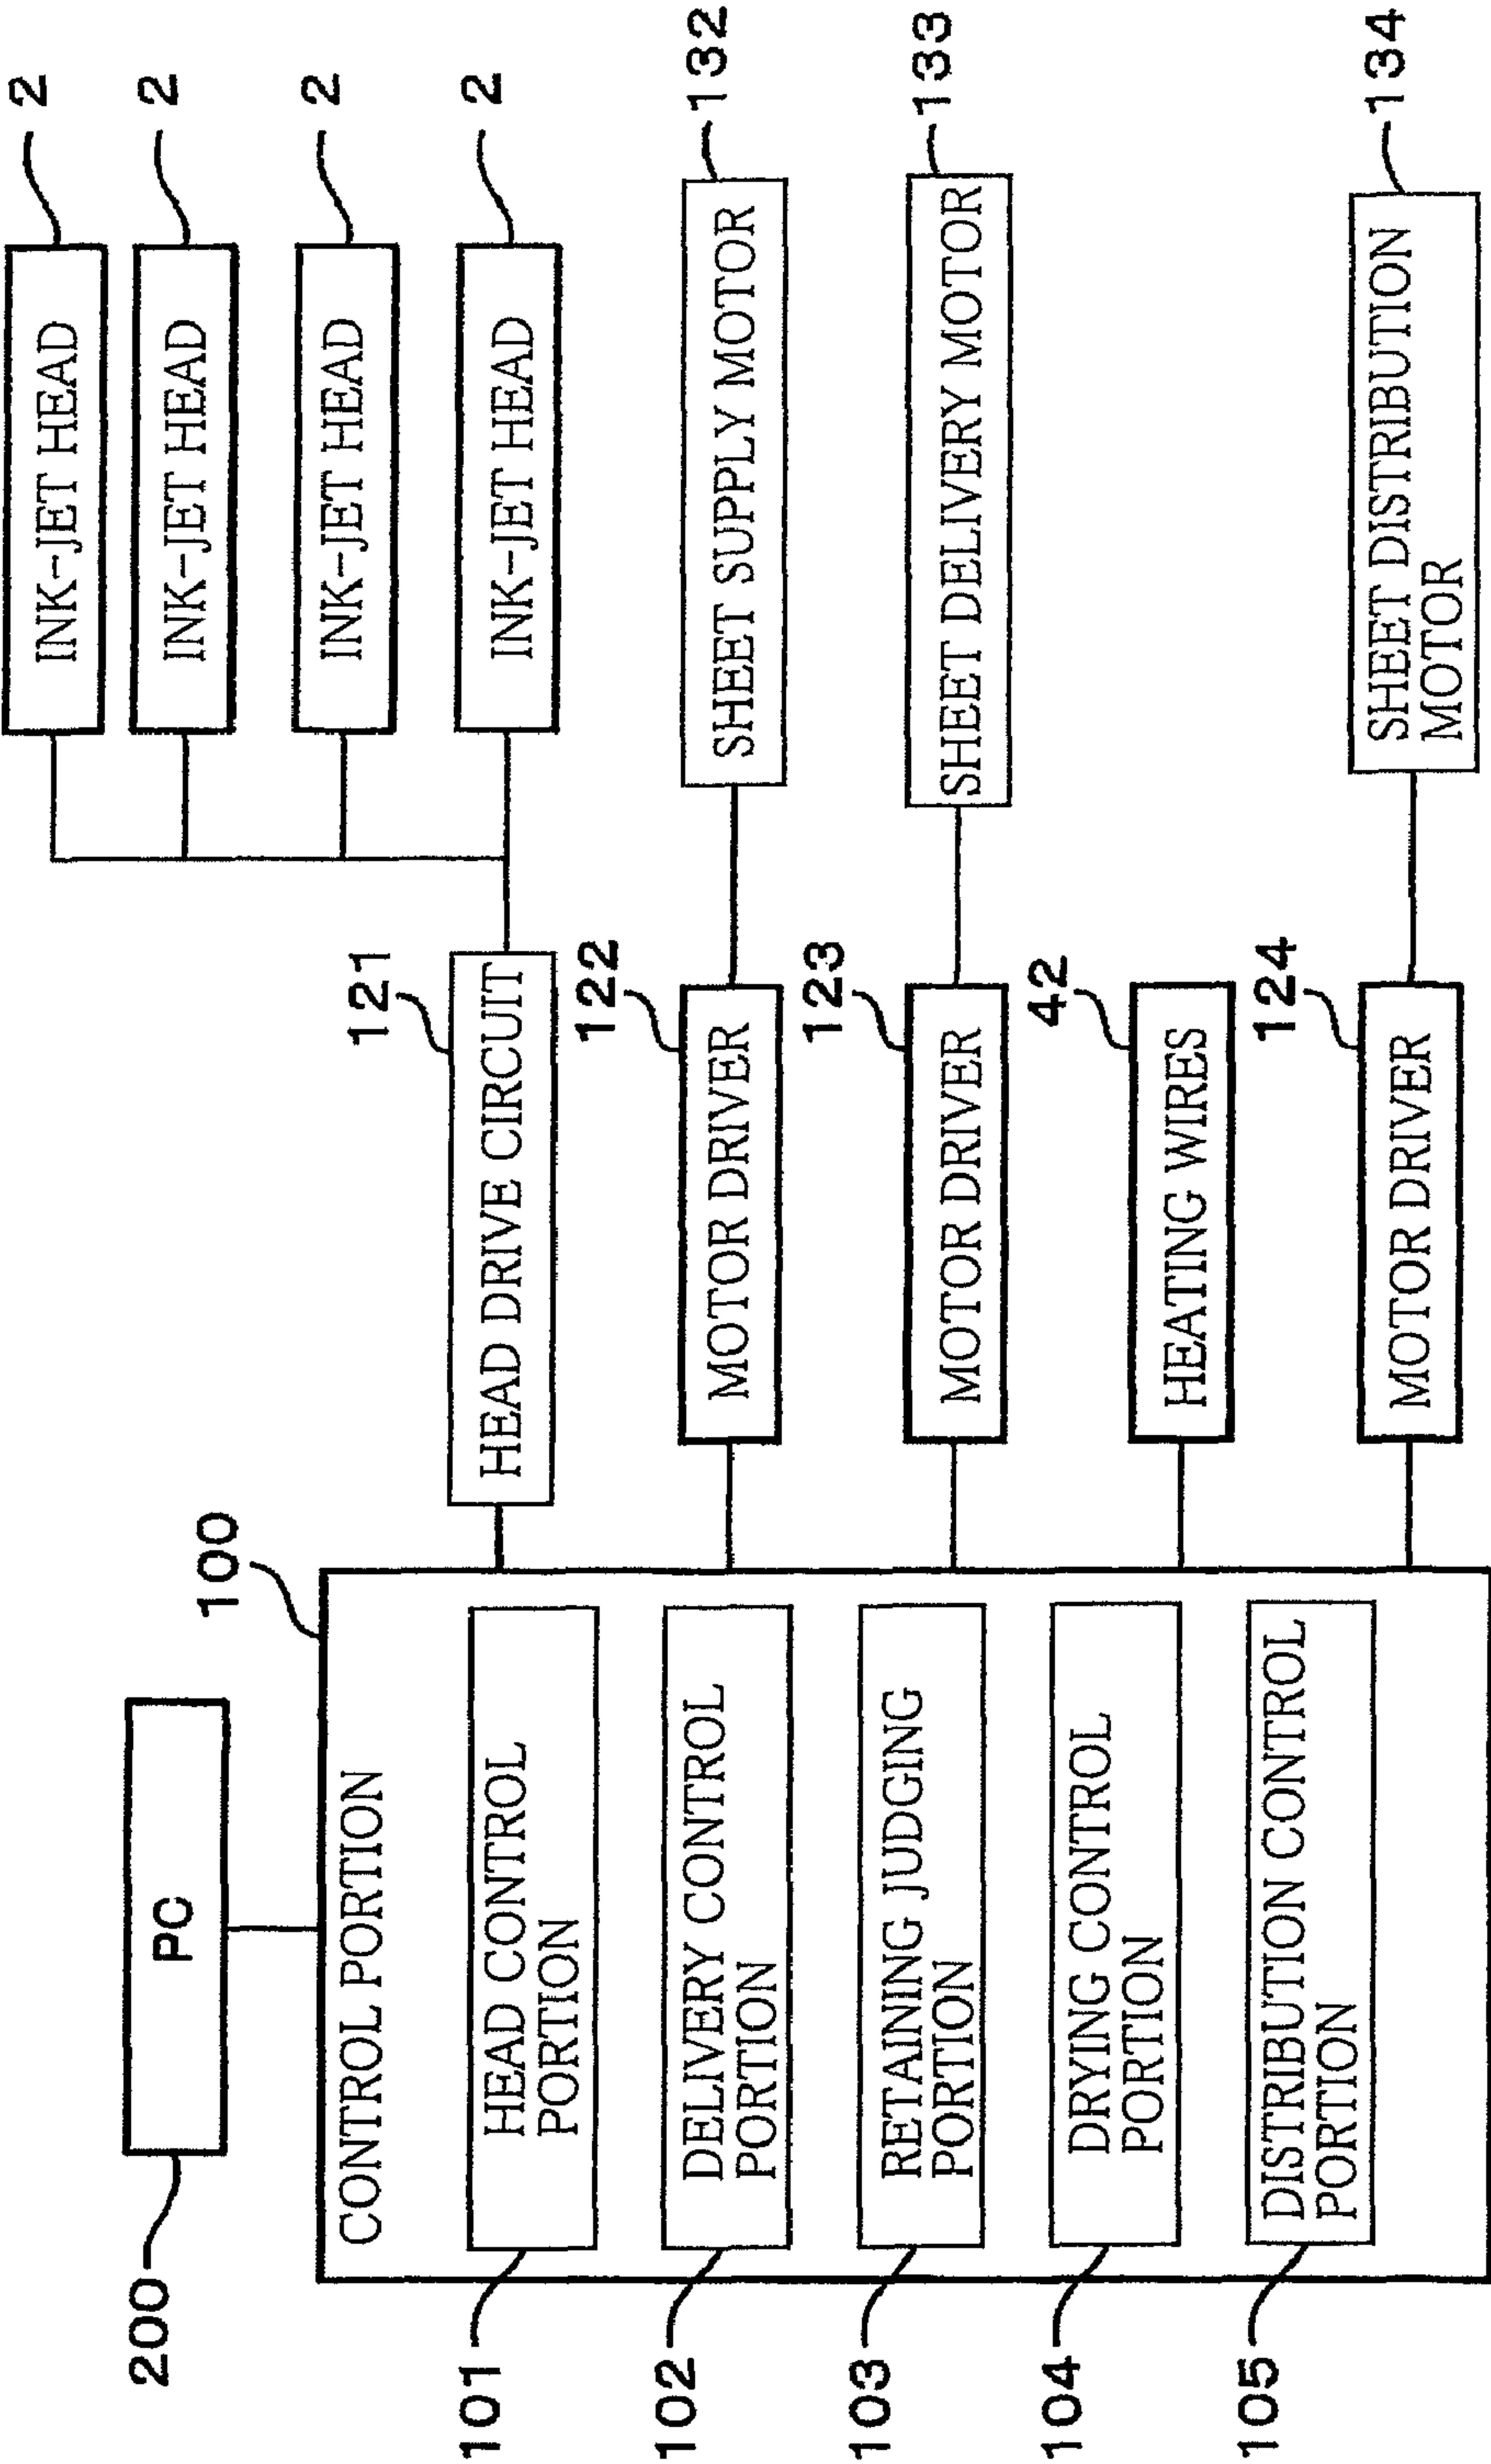 200
PC
100
CONTROL PORTION
101
HEAD CONTROL
PORTION
102
DELIVERY CONTROL
PORTION
103
RETAINING JUDGING
PORTION
104
DRYING CONTROL
PORTION
105
DISTRIBUTION CONTROL
PORTION
121
HEAD DRIVE CIRCUIT
122
MOTOR DRIVER
123
MOTOR DRIVER
42
HEATING WIRES
124
MOTOR DRIVER
INK-JET HEAD
2
INK-JET HEAD
2
INK-JET HEAD
2
INK-JET HEAD
2
SHEET SUPPLY MOTOR
132
SHEET DELIVERY MOTOR
133
SHEET DISTRIBUTION
MOTOR
134